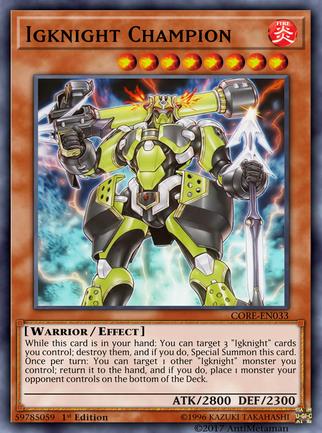 Igknight Champion
FIRE
炎
CORE-EN033
[Warrior / Effect]
While this card is in your hand: You can target 3 "Igknight" cards
you control; destroy them, and if you do, Special Summon this card.
Once per turn: You can target 1 other "Igknight" monster you
control; return it to the hand, and if you do, place 1 monster your
opponent controls on the bottom of the Deck.
ATK/2800 DEF/2300
59785059 1st Edition ©1996 KAZUKI TAKAHASHI
©2017 AntiMetaman